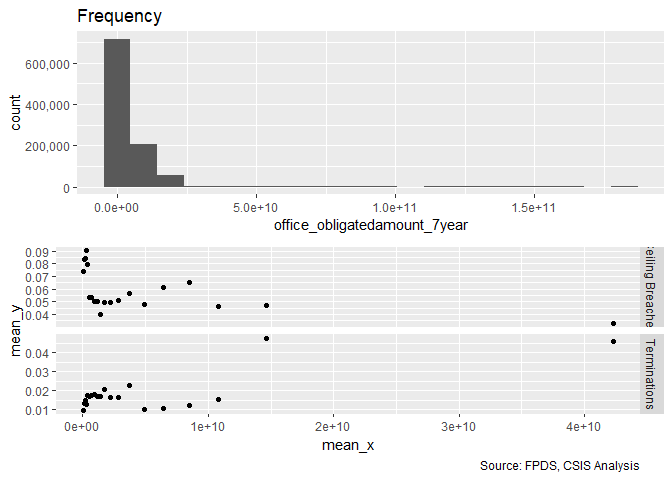 Frequency
count
600,000
400,000
200,000
0
0.0e+00
5.0e+10
1.0e+11
1.5e+11
office_obligatedamount_7year
mean_y
0.09
0.08
0.07
0.06
0.05
0.04
eiling Breache
0.04
0.03
0.02
0.01
Terminations
0e+00
1e+10
2e+10
3e+10
4e+10
mean_x
Source: FPDS, CSIS Analysis